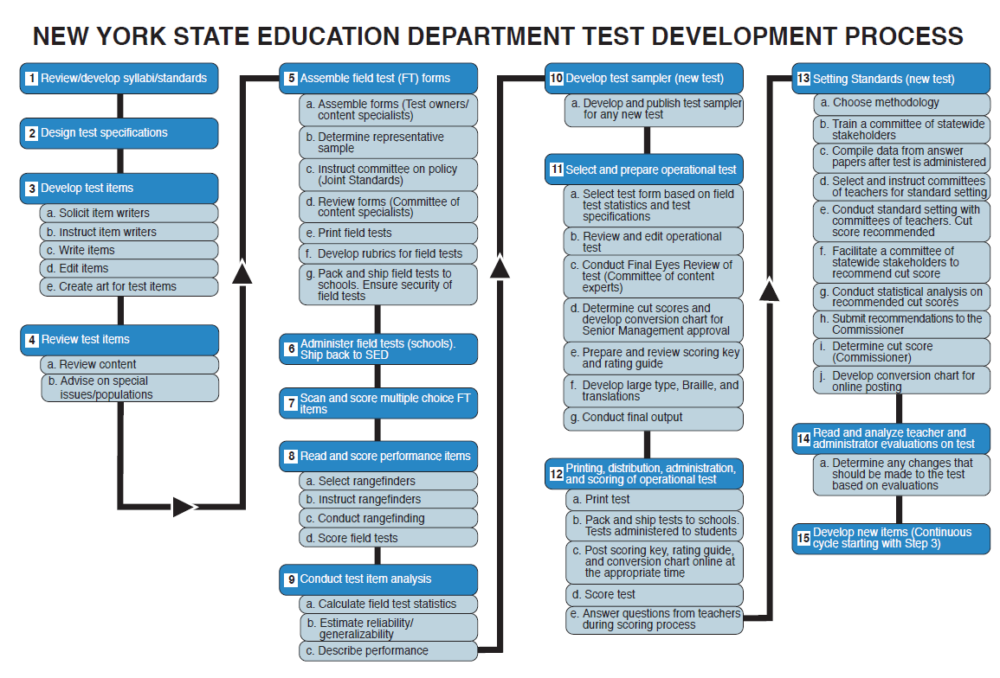 NEW YORK STATE EDUCATION DEPARTMENT TEST DEVELOPMENT PROCESS
1 Review/develop syllabi/standards
2 Design test specifications
3 Develop test items
a. Solicit item writers
b. Instruct item writers
c. Write items
d. Edit items
e. Create art for test items
4 Review test items
a. Review content
b. Advise on special
issues/populations
5 Assemble field test (FT) forms
a. Assemble forms (Test owners/
content specialists)
b. Determine representative
sample
c. Instruct committee on policy
(Joint Standards)
d. Review forms (Committee of
content specialists)
e. Print field tests
f. Develop rubrics for field tests
g. Pack and ship field tests to
schools. Ensure security of
field tests
6 Administer field tests (schools).
Ship back to SED
7 Scan and score multiple choice FT
items
8 Read and score performance items
a. Select rangefinders
b. Instruct rangefinders
c. Conduct rangefinding
d. Score field tests
9 Conduct test item analysis
a. Calculate field test statistics
b. Estimate reliability/
generalizability
c. Describe performance
10 Develop test sampler (new test)
a. Develop and publish test sampler
for any new test
11 Select and prepare operational test
a. Select test form based on field
test statistics and test
specifications
b. Review and edit operational
test
c. Conduct Final Eyes Review of
test (Committee of content
experts)
d. Determine cut scores and
develop conversion chart for
Senior Management approval
e. Prepare and review scoring key
and rating guide
f. Develop large type, Braille, and
translations
g. Conduct final output
12 Printing, distribution, administration,
and scoring of operational test
a. Print test
b. Pack and ship tests to schools.
Tests administered to students
c. Post scoring key, rating guide,
and conversion chart online at
the appropriate time
d. Score test
e. Answer questions from teachers
during scoring process
13 Setting Standards (new test)
a. Choose methodology
b. Train a committee of statewide
stakeholders
c. Compile data from answer
papers after test is administered
d. Select and instruct committees
of teachers for standard setting
e. Conduct standard setting with
committees of teachers. Cut
score recommended
f. Facilitate a committee of
statewide stakeholders to
recommend cut score
g. Conduct statistical analysis on
recommended cut scores
h. Submit recommendations to the
Commissioner
i. Determine cut score
(Commissioner)
j. Develop conversion chart for
online posting
14 Read and analyze teacher and
administrator evaluations on test
a. Determine any changes that
should be made to the test
based on evaluations
15 Develop new items (Continuous
cycle starting with Step 3)